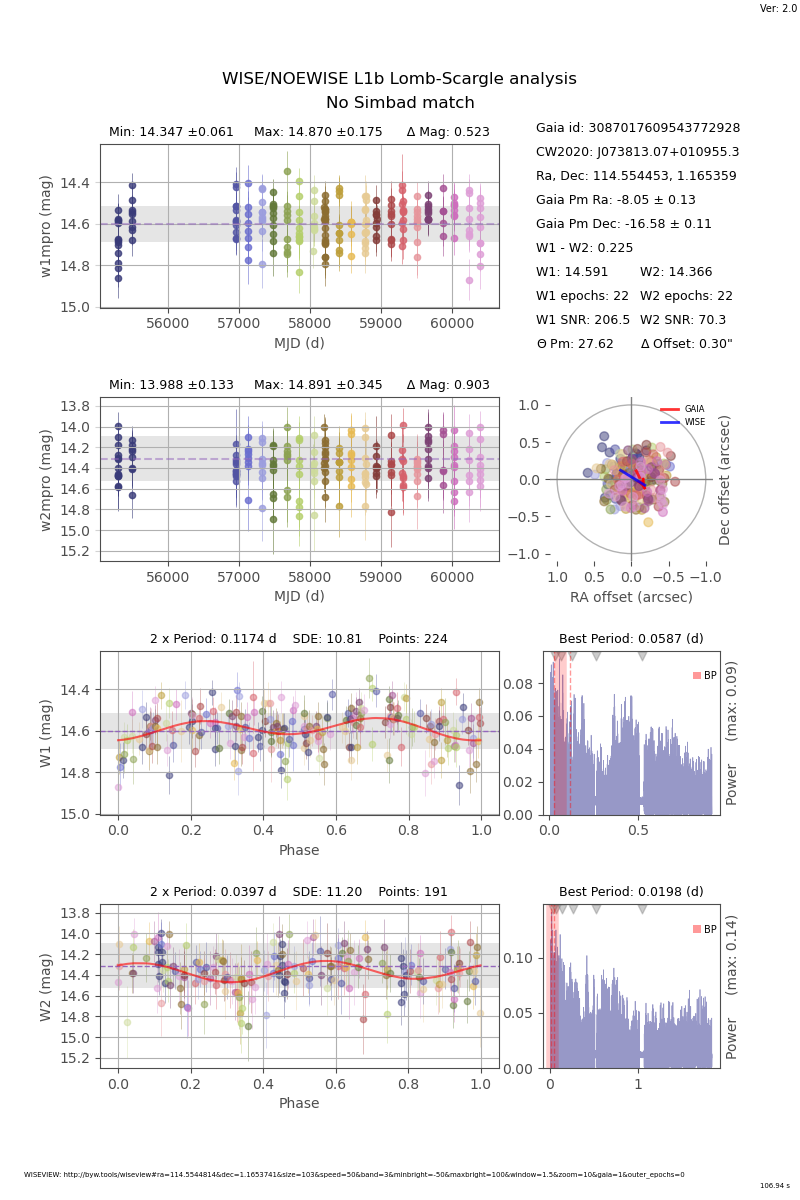 Ver: 2.0
WISE/NOEWISE L1b Lomb-Scargle analysis
No Simbad match
Min: 14.347 ±0.061 Max: 14.870 ±0.175 Δ Mag: 0.523
14.4
14.6
14.8
15.0
w1mpro (mag)
56000 57000 58000 59000 60000
MJD (d)
Gaia id: 3087017609543772928
CW2020: J073813.07+010955.3
Ra, Dec: 114.554453, 1.165359
Gaia Pm Ra: -8.05 ± 0.13
Gaia Pm Dec: -16.58 ± 0.11
W1 - W2: 0.225
W1: 14.591 W2: 14.366
W1 epochs: 22 W2 epochs: 22
W1 SNR: 206.5 W2 SNR: 70.3
Θ Pm: 27.62 Δ Offset: 0.30"
Min: 13.988 ±0.133 Max: 14.891 ±0.345 Δ Mag: 0.903
13.8
14.0
14.2
14.4
14.6
14.8
15.0
15.2
w2mpro (mag)
56000 57000 58000 59000 60000
MJD (d)
GAIA
WISE
1.0
0.5
0.0
−0.5
−1.0
Dec offset (arcsec)
1.0 0.5 0.0 −0.5 −1.0
RA offset (arcsec)
2 x Period: 0.1174 d SDE: 10.81 Points: 224
14.4
14.6
14.8
15.0
W1 (mag)
0.0 0.2 0.4 0.6 0.8 1.0
Phase
Best Period: 0.0587 (d)
BP
0.08
0.06
0.04
0.02
0.00
Power (max: 0.09)
0.0 0.5
2 x Period: 0.0397 d SDE: 11.20 Points: 191
13.8
14.0
14.2
14.4
14.6
14.8
15.0
15.2
W2 (mag)
0.0 0.2 0.4 0.6 0.8 1.0
Phase
Best Period: 0.0198 (d)
BP
0.10
0.05
0.00
Power (max: 0.14)
0 1
WISEVIEW: http://byw.tools/wiseview#ra=114.5544814&dec=1.1653741&size=103&speed=50&band=3&minbright=-50&maxbright=100&window=1.5&zoom=10&gaia=1&outer_epochs=0
106.94 s